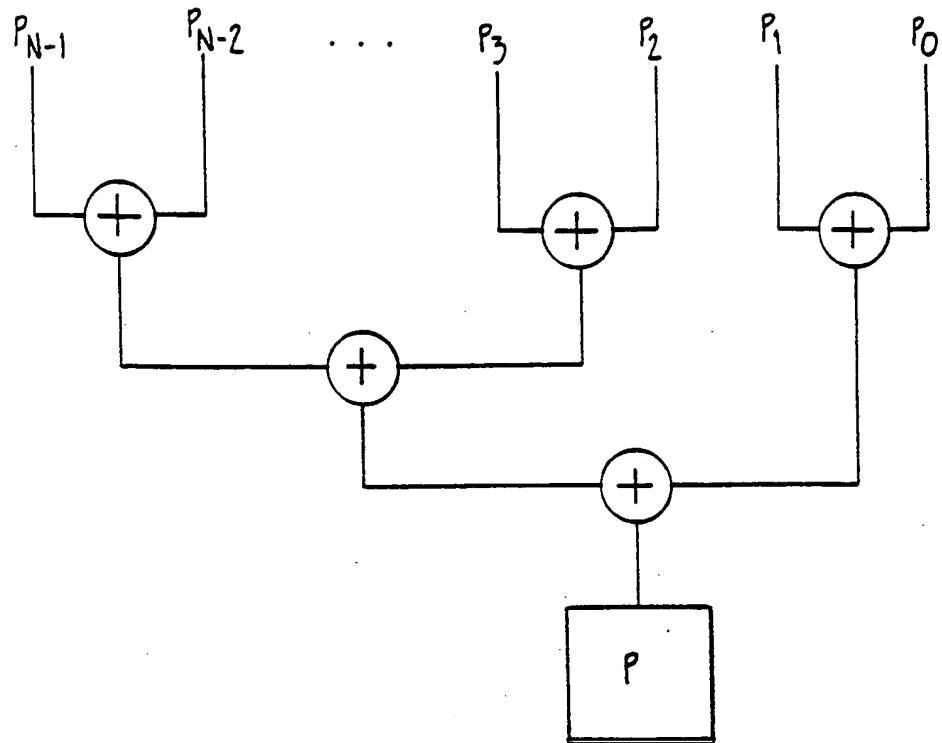 P_{N-1} P_{N-2} . . . P_3 P_2 P_1 P_0
+ + +
+
+
P